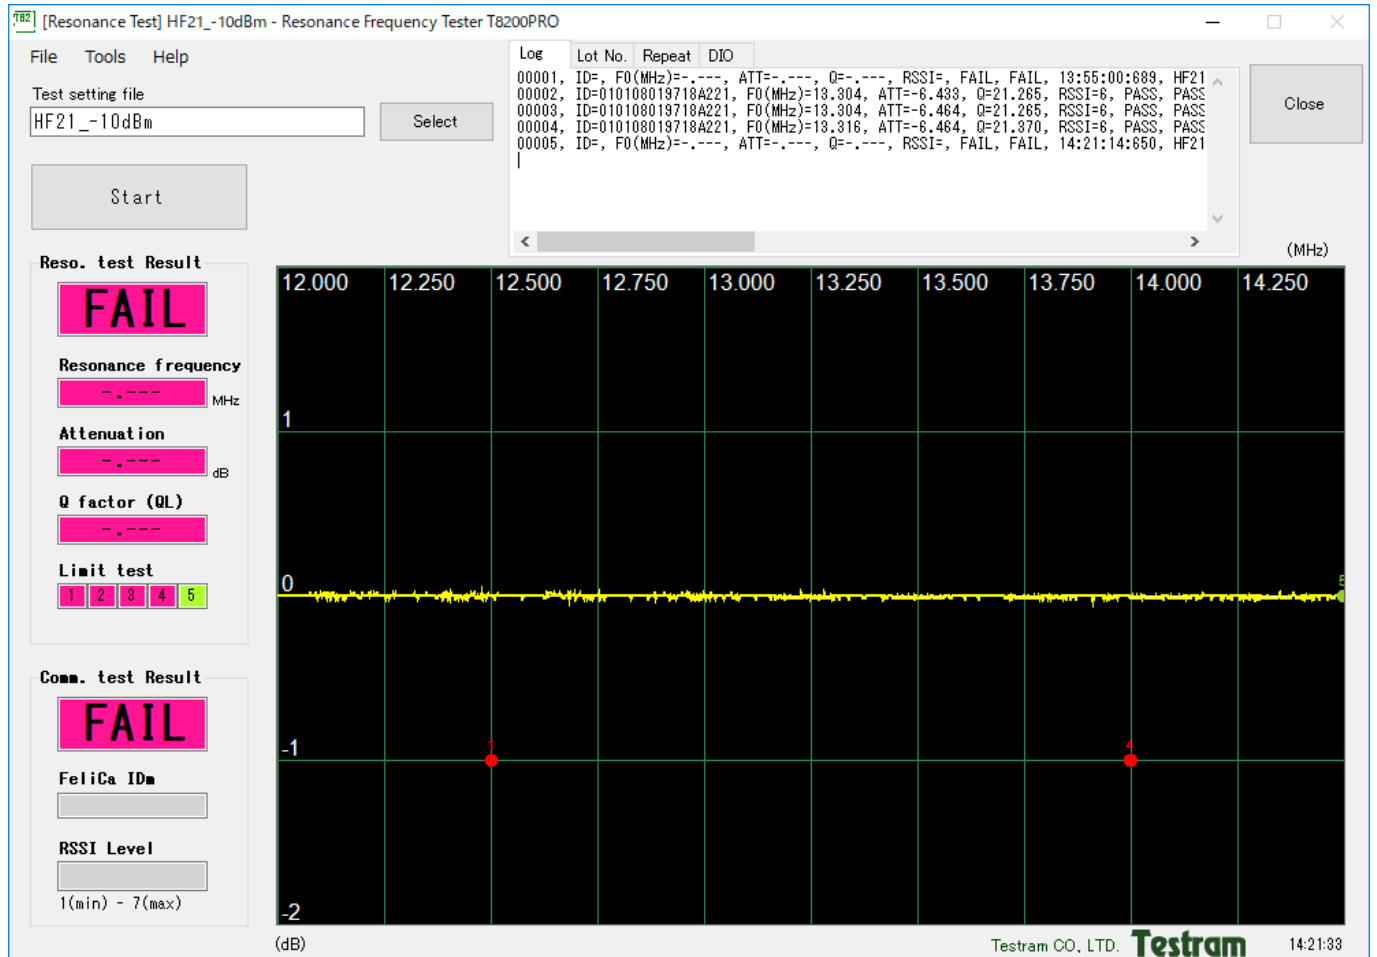 T82 [Resonance Test] HF21_-10dBm - Resonance Frequency Tester T8200PRO
File Tools Help
Test setting file
HF21_-10dBm
Select
Start
Log Lot No. Repeat DIO
00001, ID=, F0(MHz)=-.---, ATT=-.---, Q=-.---, RSSI=, FAIL, FAIL, 13:55:00:689, HF21
00002, ID=010108019718A221, F0(MHz)=13.304, ATT=-6.433, Q=21.265, RSSI=6, PASS, PASS
00003, ID=010108019718A221, F0(MHz)=13.304, ATT=-6.464, Q=21.265, RSSI=6, PASS, PASS
00004, ID=010108019718A221, F0(MHz)=13.316, ATT=-6.464, Q=21.370, RSSI=6, PASS, PASS
00005, ID=, F0(MHz)=-.---, ATT=-.---, Q=-.---, RSSI=, FAIL, FAIL, 14:21:14:650, HF21
Close
(MHz)
Reso. test Result
FAIL
Resonance frequency
-.--- MHz
Attenuation
-.--- dB
Q factor (QL)
-.---
Limit test
1 2 3 4 5
Comm. test Result
FAIL
FeliCa IDm
RSSI Level
1(min) - 7(max)
12.000 12.250 12.500 12.750 13.000 13.250 13.500 13.750 14.000 14.250
1
0
5
-1
1
4
-2
(dB)
Testram CO, LTD. Testram 14:21:33